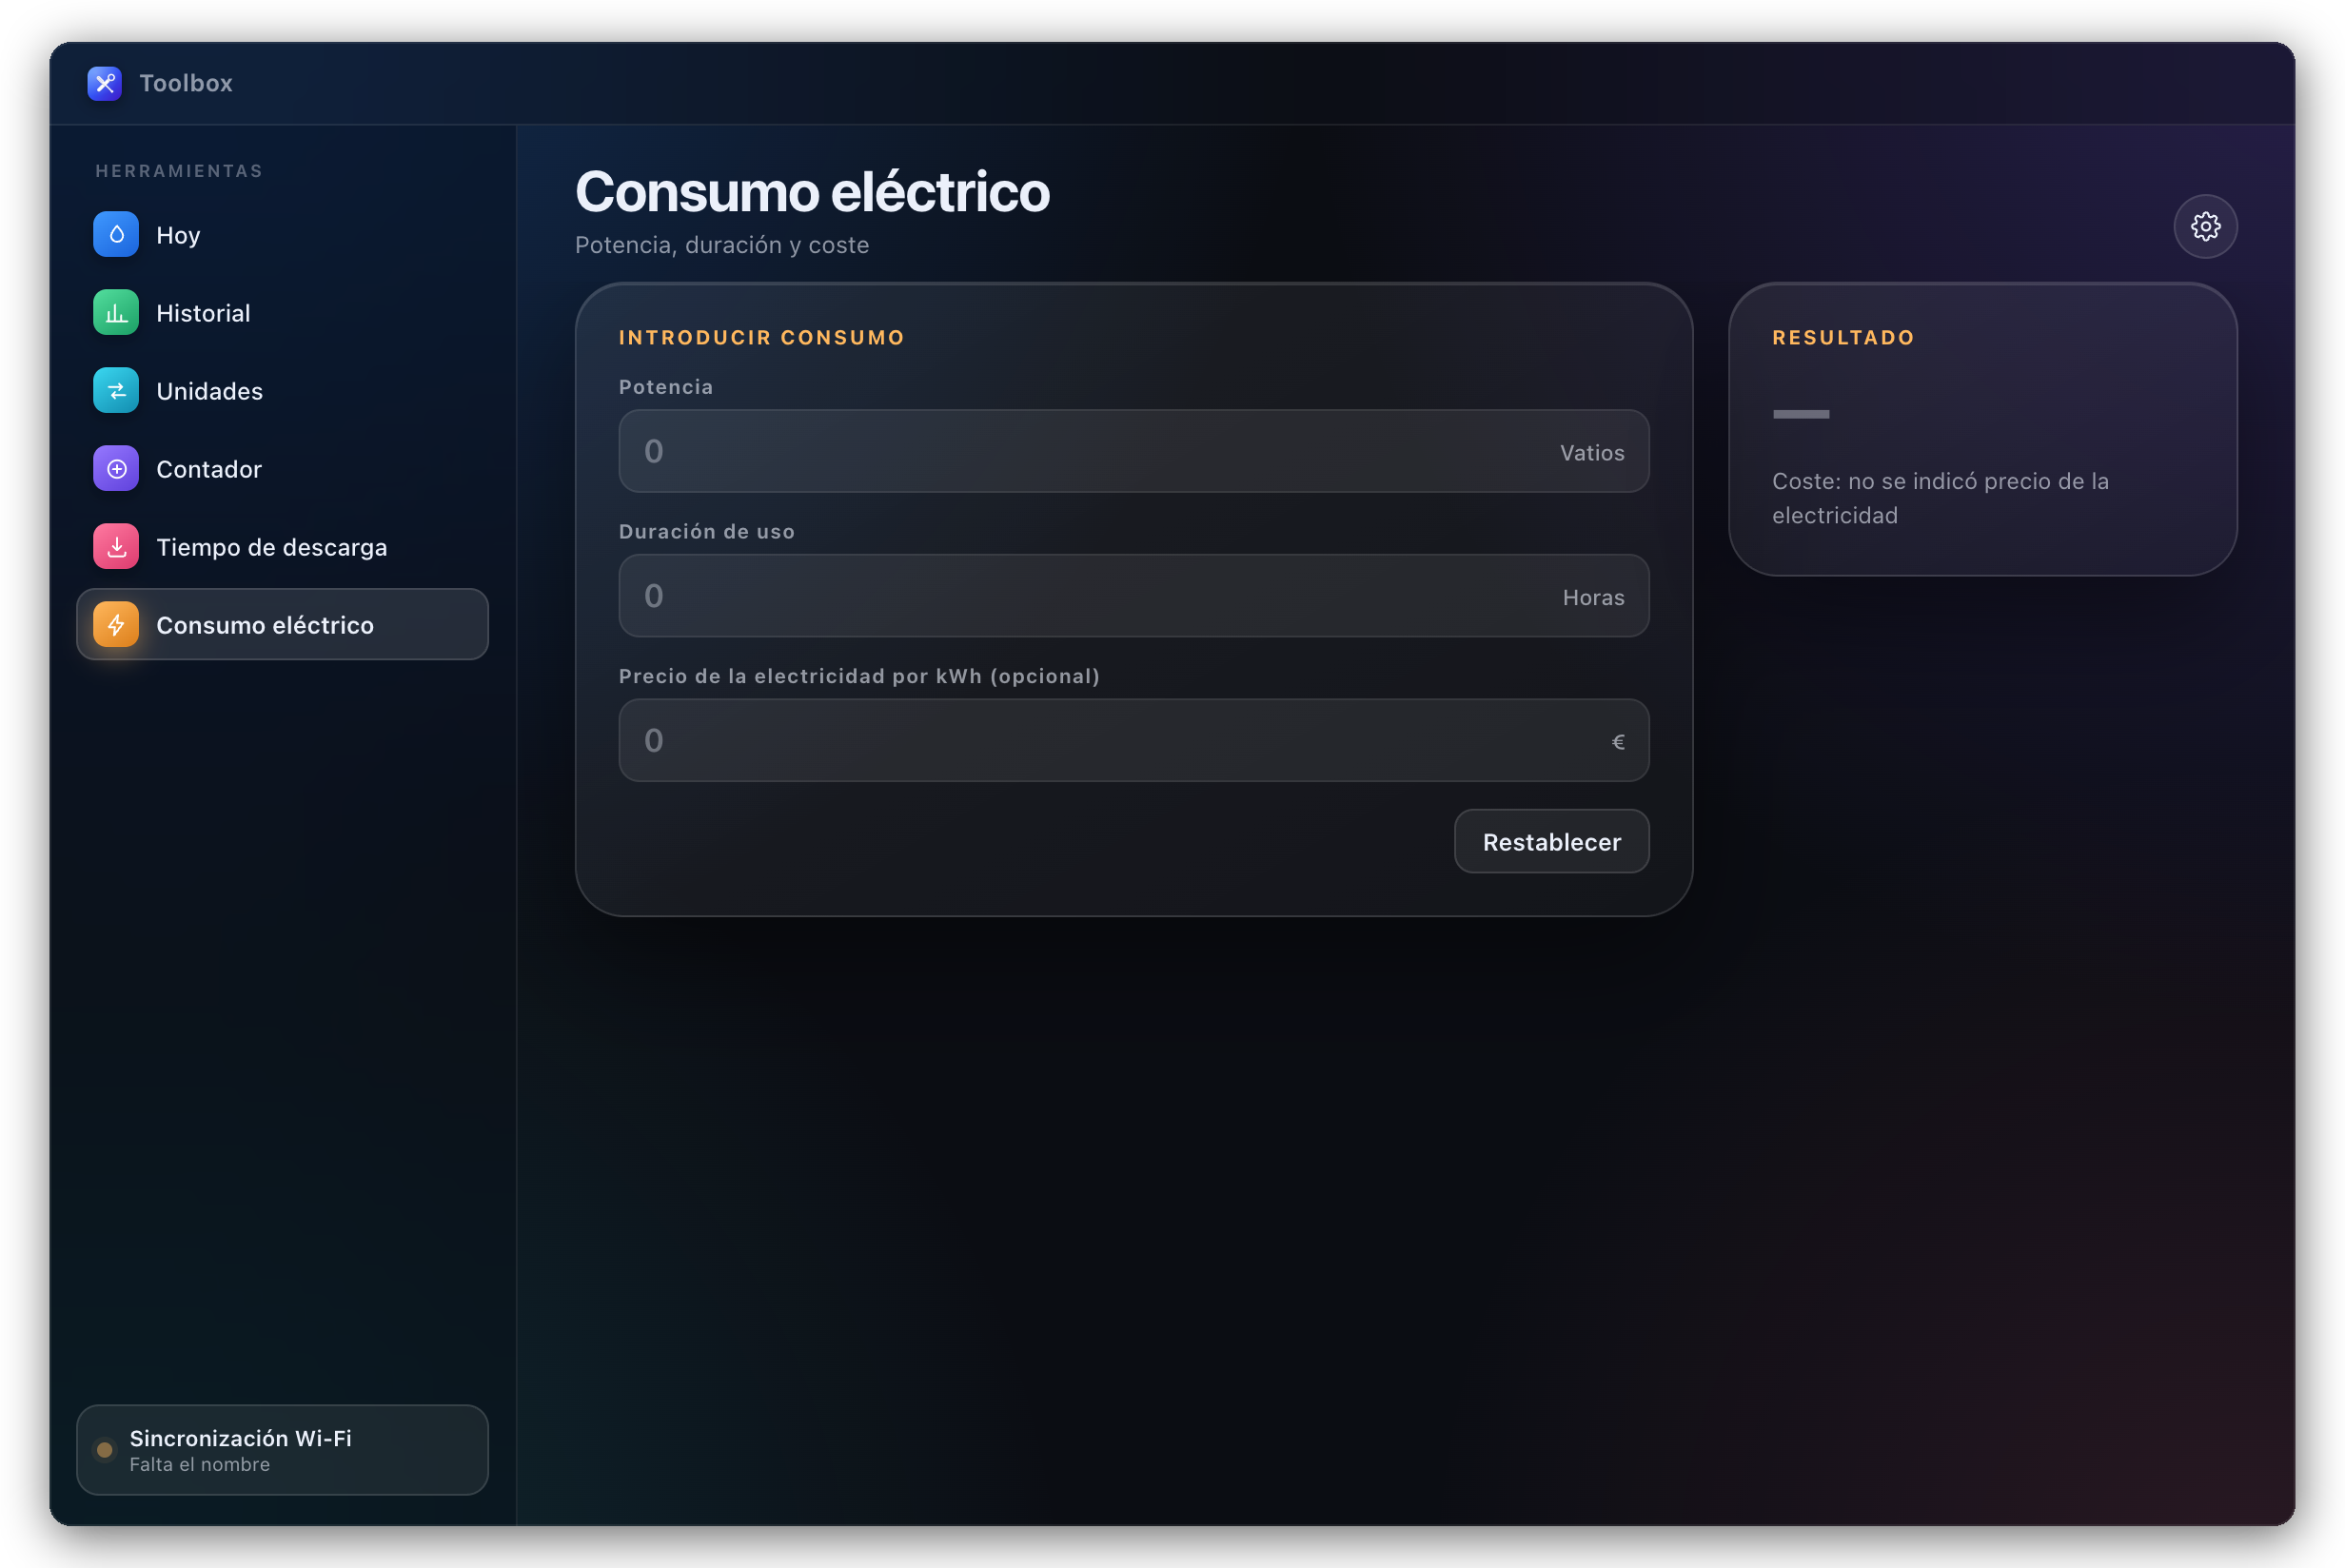 Toolbox
HERRAMIENTAS
Hoy
Historial
Unidades
Contador
Tiempo de descarga
Consumo eléctrico
Sincronización Wi-Fi
Falta el nombre
Consumo eléctrico
Potencia, duración y coste
INTRODUCIR CONSUMO
Potencia
0 Vatios
Duración de uso
0 Horas
Precio de la electricidad por kWh (opcional)
0 €
Restablecer
RESULTADO
—
Coste: no se indicó precio de la
electricidad